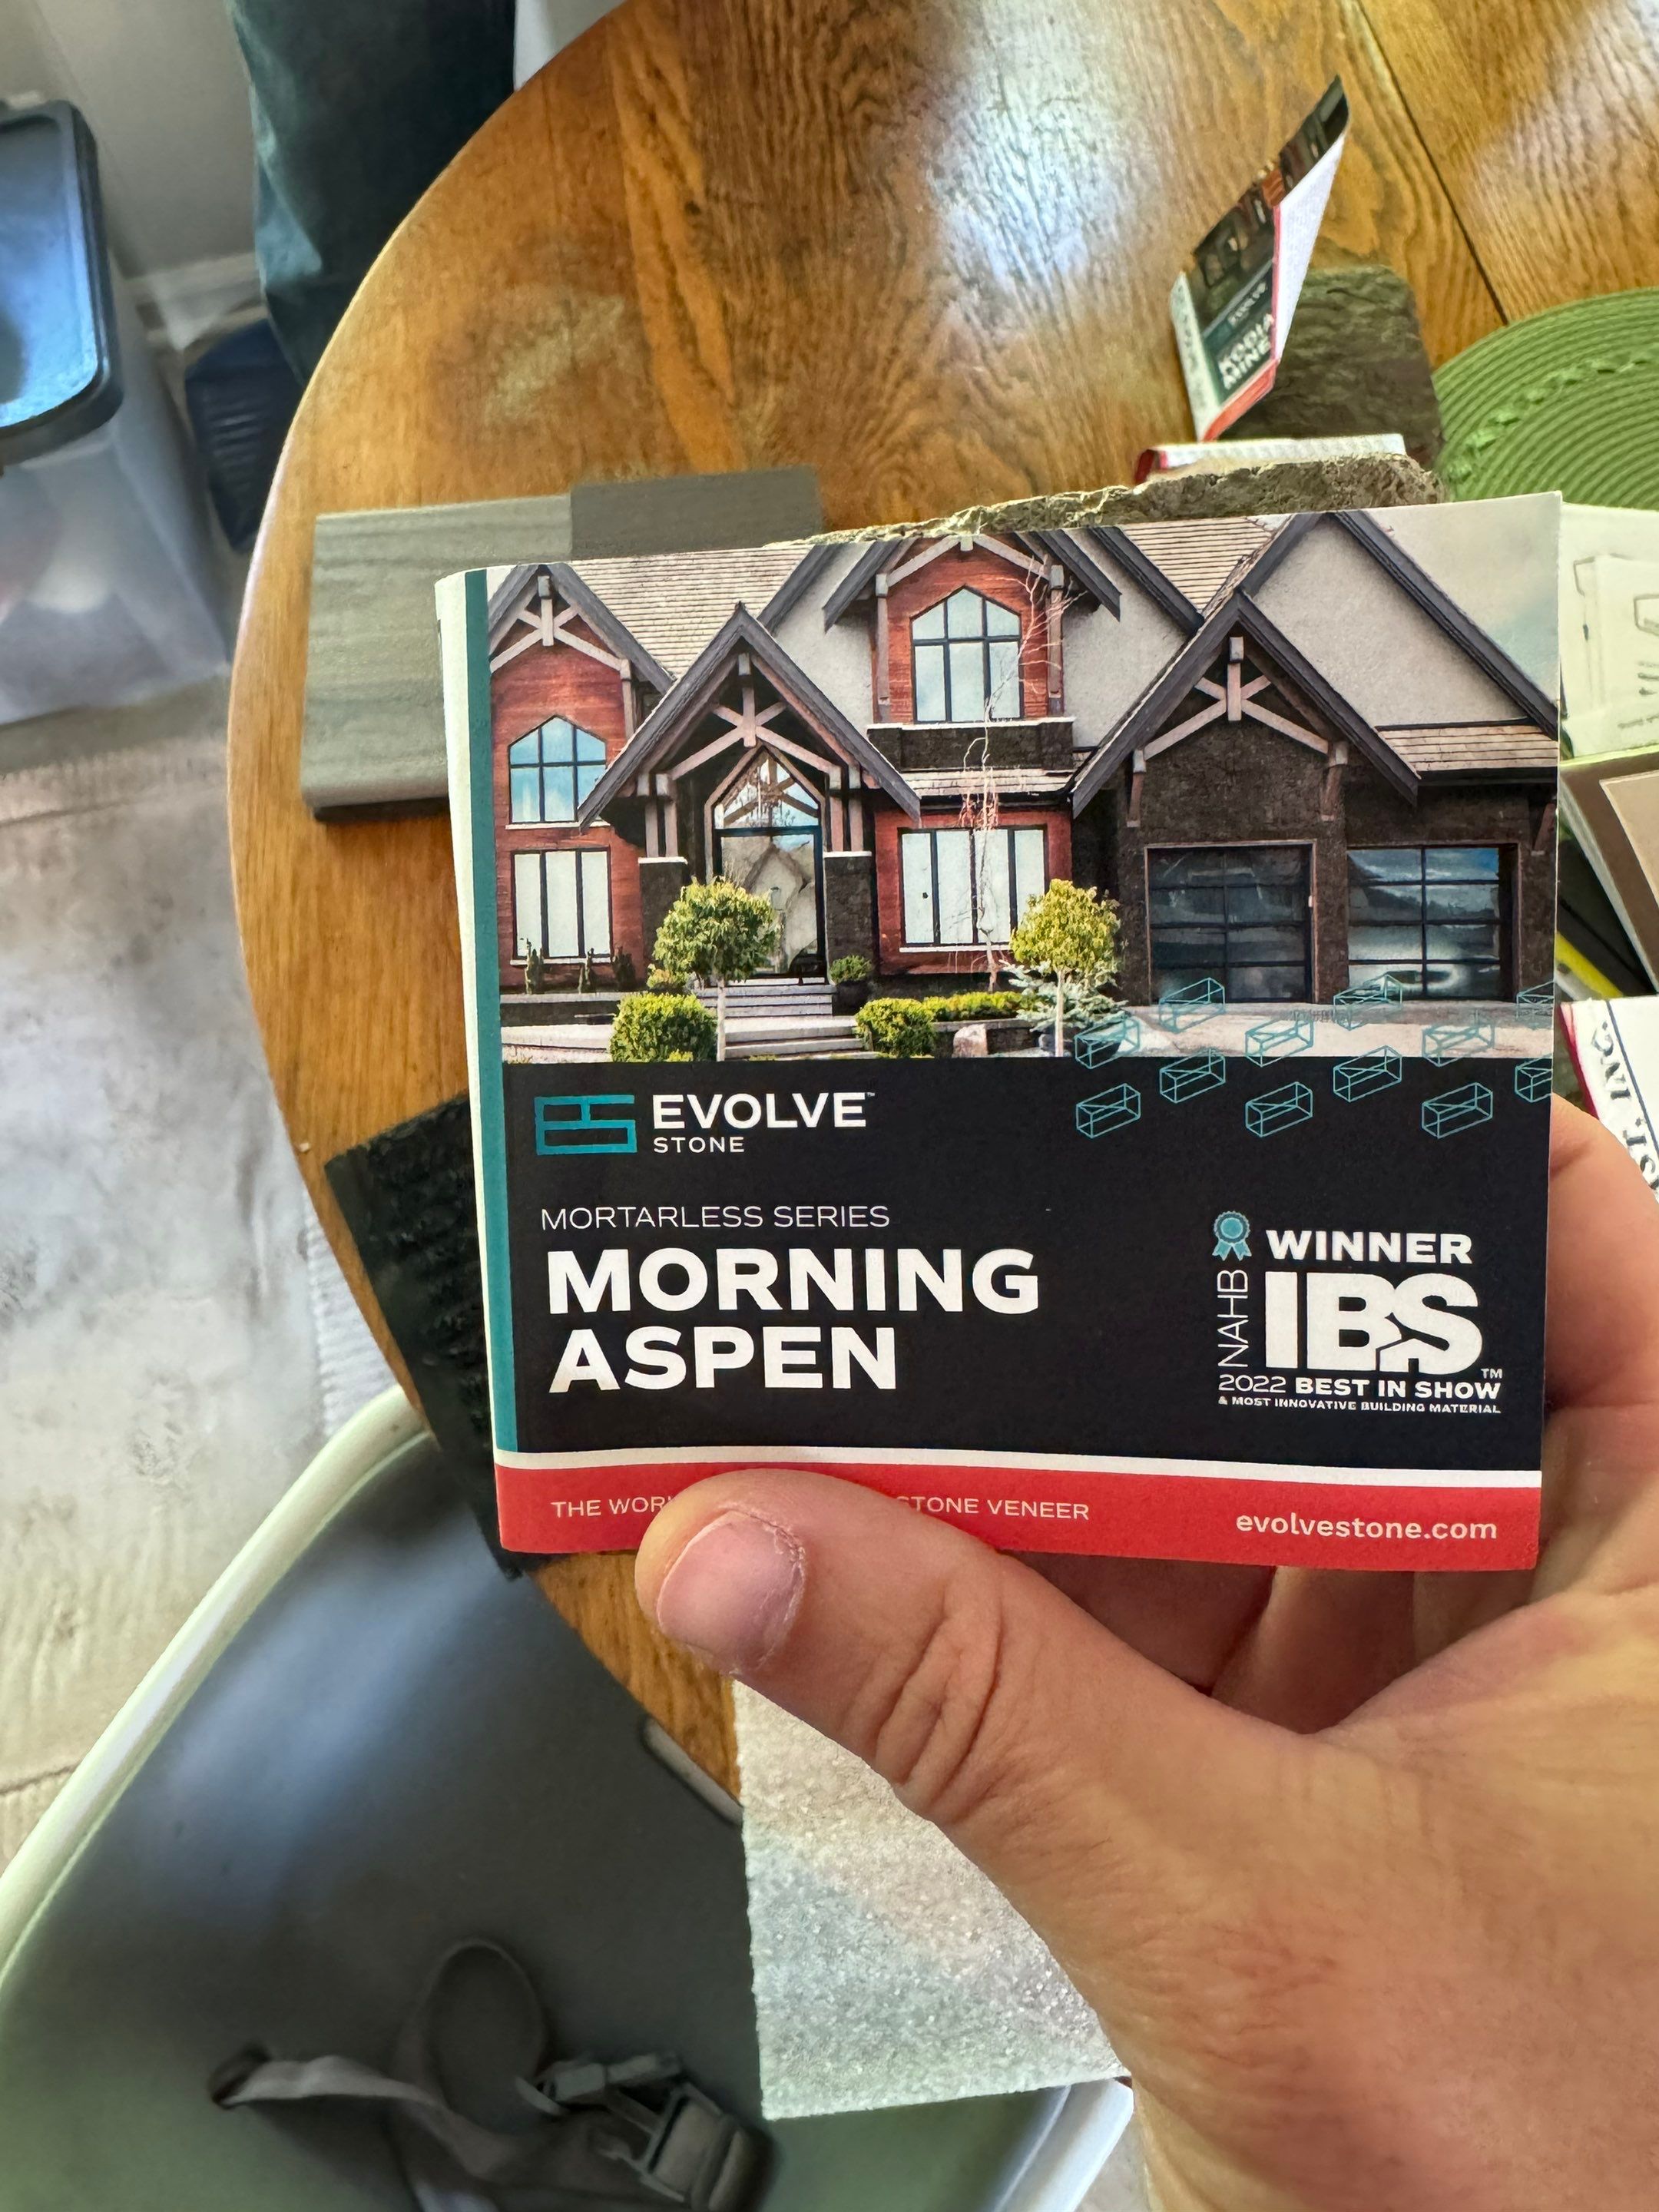 EVOLVE
EVOLVE™
STONE
MORTARLESS SERIES
MORNING
ASPEN
WINNER
NAHB
IBS™
2022 BEST IN SHOW
& MOST INNOVATIVE BUILDING MATERIAL
THE STONE VENEER
evolvestone.com